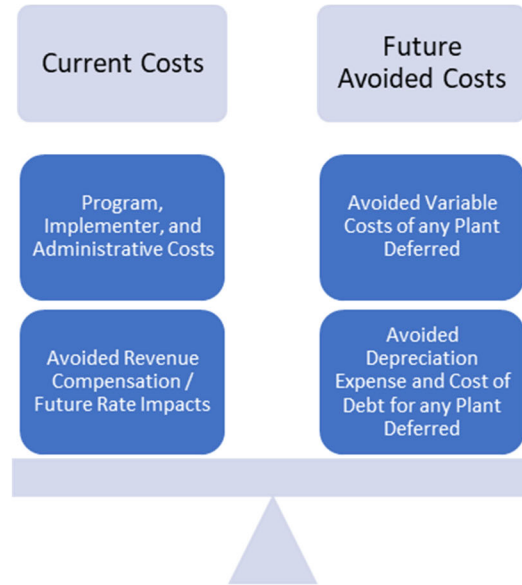 Current Costs
Future
Avoided Costs
Program,
Implementer, and
Administrative Costs
Avoided Variable
Costs of any Plant
Deferred
Avoided Revenue
Compensation /
Future Rate Impacts
Avoided
Depreciation
Expense and Cost of
Debt for any Plant
Deferred